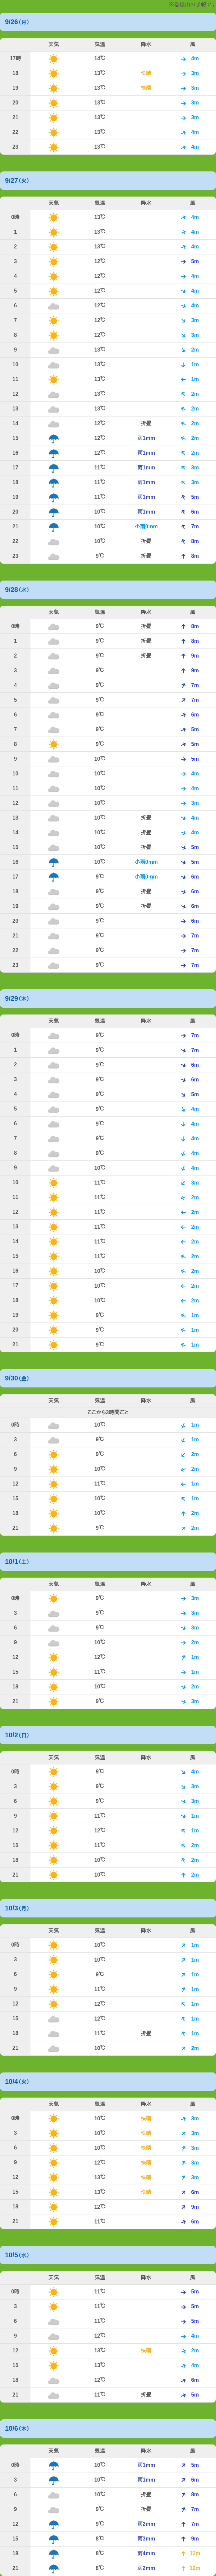 ※乾徳山の予報です
9/26(月)
天気 気温 降水 風
17時 14℃ 4m
18 13℃ 快晴 3m
19 13℃ 快晴 3m
20 13℃ 3m
21 13℃ 3m
22 13℃ 4m
23 13℃ 4m
9/27(火)
天気 気温 降水 風
0時 13℃ 4m
1 13℃ 4m
2 13℃ 4m
3 12℃ 5m
4 12℃ 4m
5 12℃ 4m
6 12℃ 4m
7 12℃ 3m
8 12℃ 3m
9 13℃ 2m
10 13℃ 1m
11 13℃ 1m
12 13℃ 2m
13 13℃ 2m
14 12℃ 折畳 2m
15 12℃ 雨1mm 2m
16 12℃ 雨1mm 2m
17 11℃ 雨1mm 3m
18 11℃ 雨1mm 3m
19 11℃ 雨1mm 5m
20 10℃ 雨1mm 6m
21 10℃ 小雨0mm 7m
22 10℃ 折畳 8m
23 9℃ 折畳 8m
9/28(水)
天気 気温 降水 風
0時 9℃ 折畳 8m
1 9℃ 折畳 8m
2 9℃ 折畳 9m
3 9℃ 9m
4 9℃ 7m
5 9℃ 7m
6 9℃ 6m
7 9℃ 5m
8 9℃ 5m
9 10℃ 5m
10 10℃ 4m
11 10℃ 4m
12 10℃ 3m
13 10℃ 折畳 4m
14 10℃ 折畳 4m
15 10℃ 折畳 5m
16 10℃ 小雨0mm 5m
17 9℃ 小雨0mm 6m
18 9℃ 折畳 6m
19 9℃ 折畳 6m
20 9℃ 6m
21 9℃ 7m
22 9℃ 7m
23 9℃ 7m
9/29(木)
天気 気温 降水 風
0時 9℃ 7m
1 9℃ 7m
2 9℃ 6m
3 9℃ 6m
4 9℃ 5m
5 9℃ 4m
6 9℃ 4m
7 9℃ 4m
8 9℃ 4m
9 10℃ 4m
10 11℃ 3m
11 11℃ 2m
12 11℃ 2m
13 11℃ 2m
14 11℃ 2m
15 11℃ 2m
16 10℃ 2m
17 10℃ 2m
18 10℃ 2m
19 9℃ 1m
20 9℃ 1m
21 9℃ 1m
9/30(金)
天気 気温 降水 風
ここから3時間ごと
0時 10℃ 1m
3 9℃ 1m
6 9℃ 2m
9 10℃ 2m
12 11℃ 1m
15 10℃ 1m
18 10℃ 2m
21 9℃ 2m
10/1(土)
天気 気温 降水 風
0時 9℃ 3m
3 9℃ 3m
6 9℃ 3m
9 10℃ 2m
12 12℃ 1m
15 11℃ 1m
18 10℃ 2m
21 9℃ 3m
10/2(日)
天気 気温 降水 風
0時 9℃ 4m
3 9℃ 3m
6 9℃ 3m
9 11℃ 1m
12 12℃ 1m
15 11℃ 2m
18 10℃ 2m
21 10℃ 2m
10/3(月)
天気 気温 降水 風
0時 10℃ 1m
3 10℃ 1m
6 9℃ 1m
9 11℃ 1m
12 12℃ 1m
15 12℃ 1m
18 11℃ 折畳 1m
21 10℃ 2m
10/4(火)
天気 気温 降水 風
0時 10℃ 快晴 3m
3 10℃ 快晴 3m
6 10℃ 快晴 3m
9 12℃ 快晴 3m
12 13℃ 快晴 3m
15 13℃ 快晴 6m
18 12℃ 9m
21 11℃ 6m
10/5(水)
天気 気温 降水 風
0時 11℃ 5m
3 11℃ 5m
6 11℃ 5m
9 12℃ 4m
12 13℃ 快晴 2m
15 13℃ 4m
18 12℃ 6m
21 11℃ 折畳 5m
10/6(木)
天気 気温 降水 風
0時 10℃ 雨1mm 5m
3 10℃ 雨1mm 6m
6 10℃ 折畳 8m
9 9℃ 折畳 7m
12 9℃ 雨2mm 7m
15 8℃ 雨3mm 9m
18 8℃ 雨4mm 12m
21 8℃ 雨2mm 12m